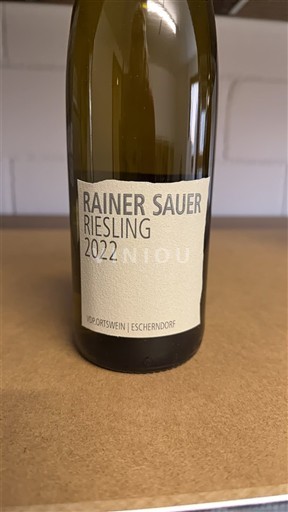 RAINER SAUER
RIESLING
2022
VDP.ORTSWEIN | ESCHERNDORF